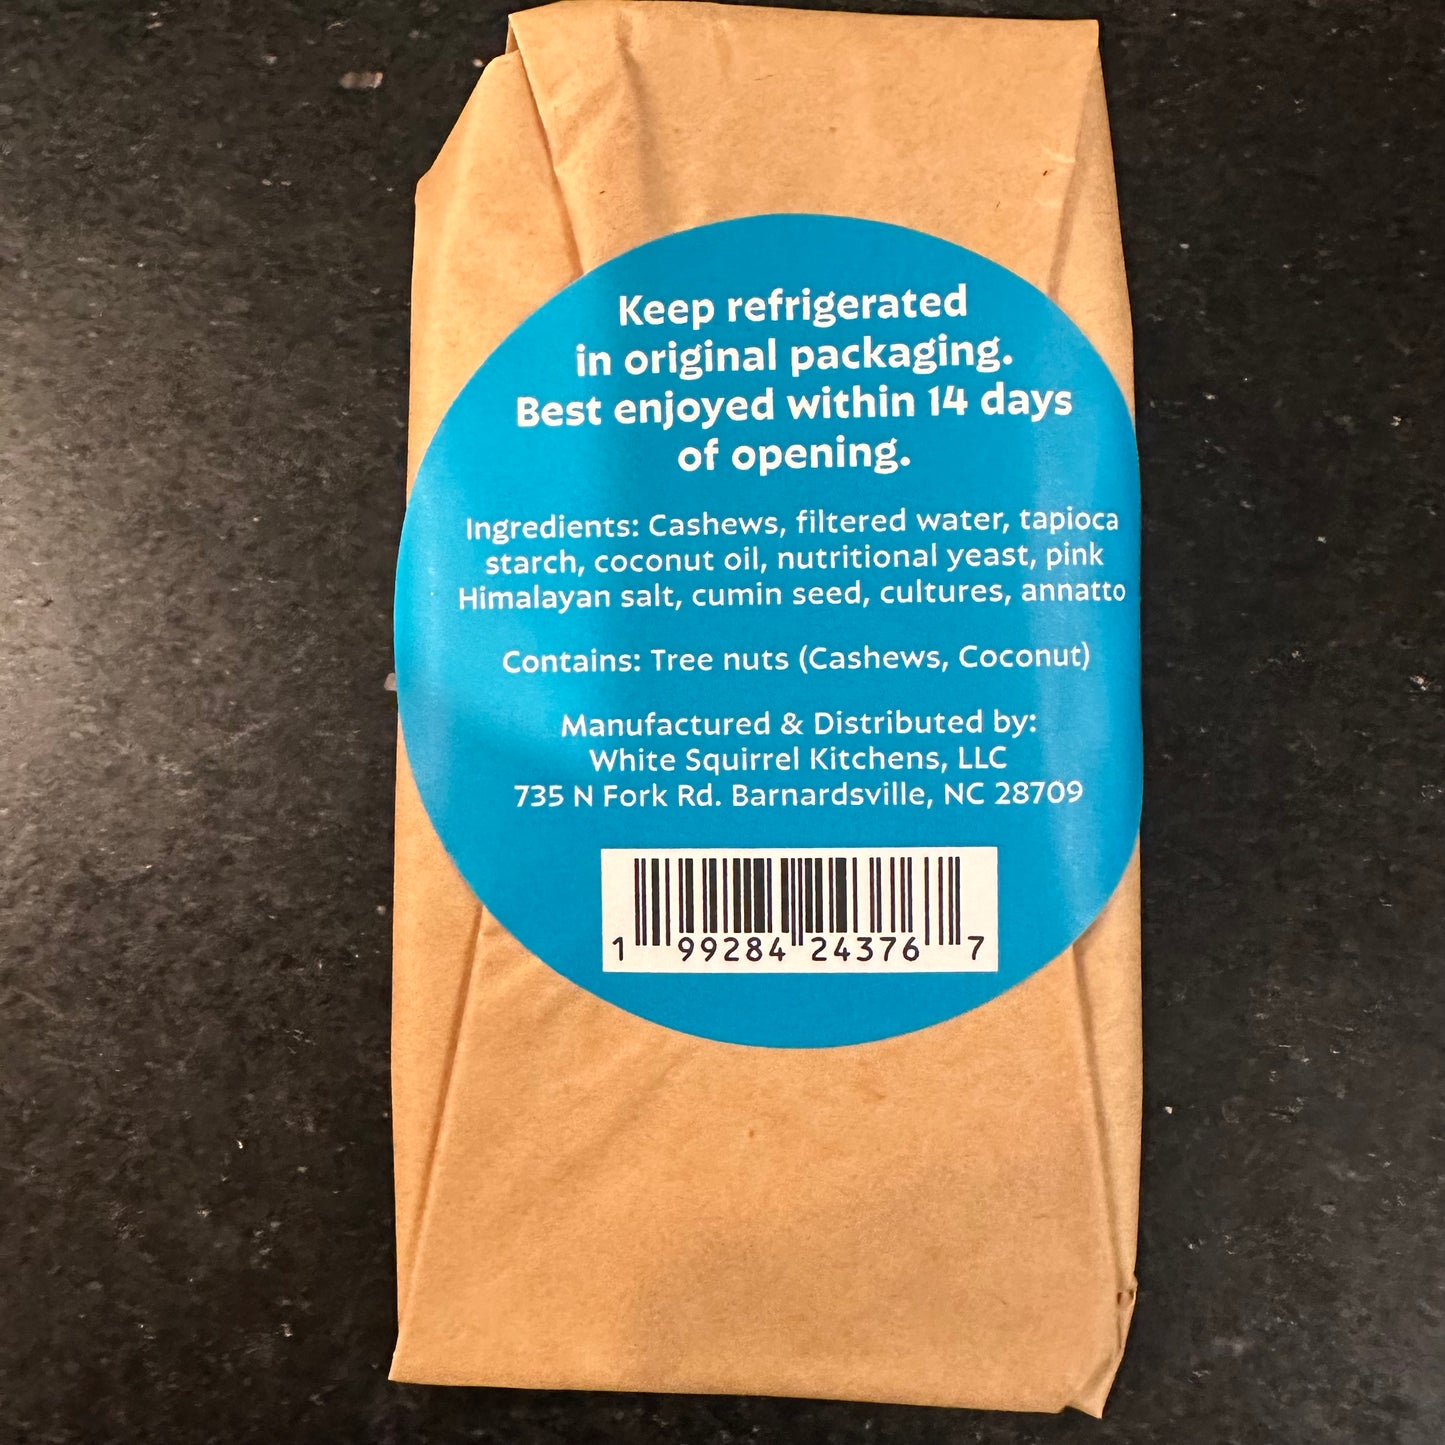 Keep refrigerated
in original packaging.
Best enjoyed within 14 days
of opening.
Ingredients: Cashews, filtered water, tapioca
starch, coconut oil, nutritional yeast, pink
Himalayan salt, cumin seed, cultures, annatto
Contains: Tree nuts (Cashews, Coconut)
Manufactured & Distributed by:
White Squirrel Kitchens, LLC
735 N Fork Rd. Barnardsville, NC 28709
1 99284 24376 7